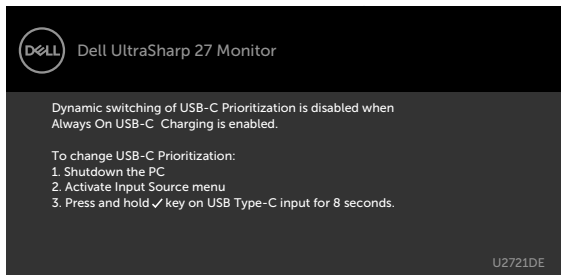 DELL
Dell UltraSharp 27 Monitor
Dynamic switching of USB-C Prioritization is disabled when
Always On USB-C Charging is enabled.
To change USB-C Prioritization:
1. Shutdown the PC
2. Activate Input Source menu
3. Press and hold ✓ key on USB Type-C input for 8 seconds.
U2721DE